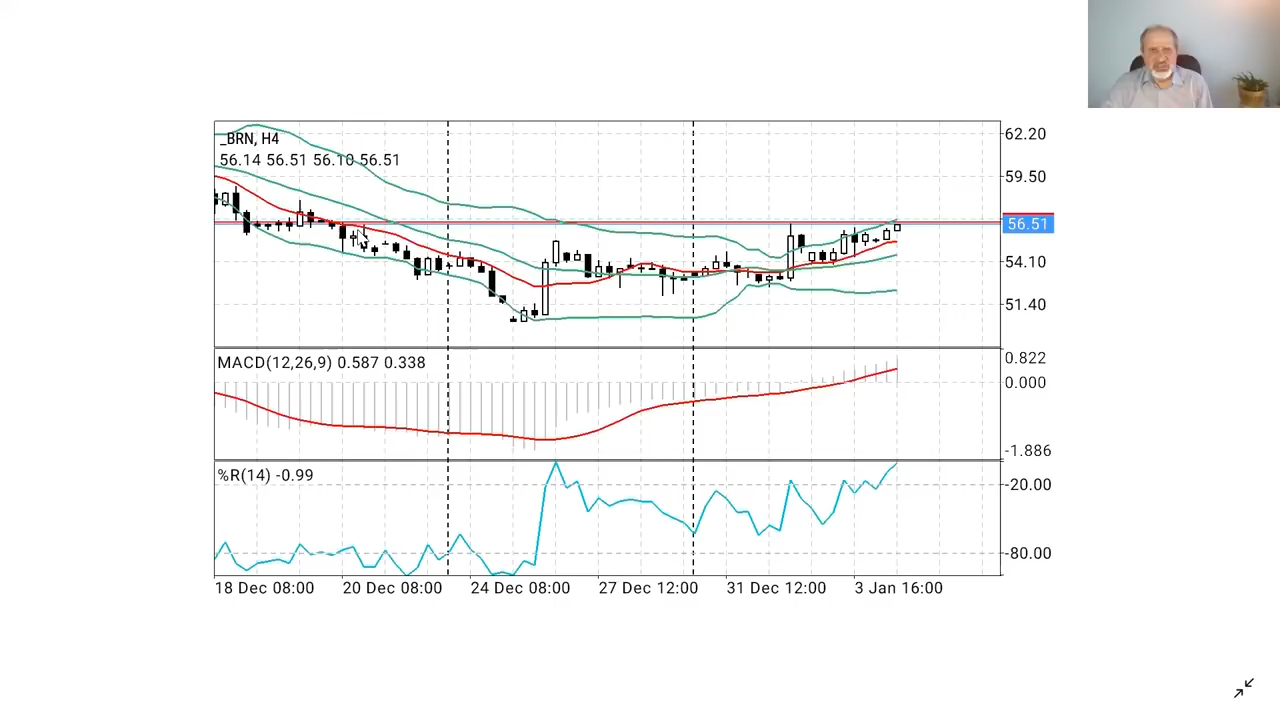 _BRN, H4
56.14 56.51 56.10 56.51
62.20
59.50
56.51
54.10
51.40
MACD(12,26,9) 0.587 0.338
0.822
0.000
-1.886
%R(14) -0.99
-20.00
-80.00
18 Dec 08:00 20 Dec 08:00 24 Dec 08:00 27 Dec 12:00 31 Dec 12:00 3 Jan 16:00